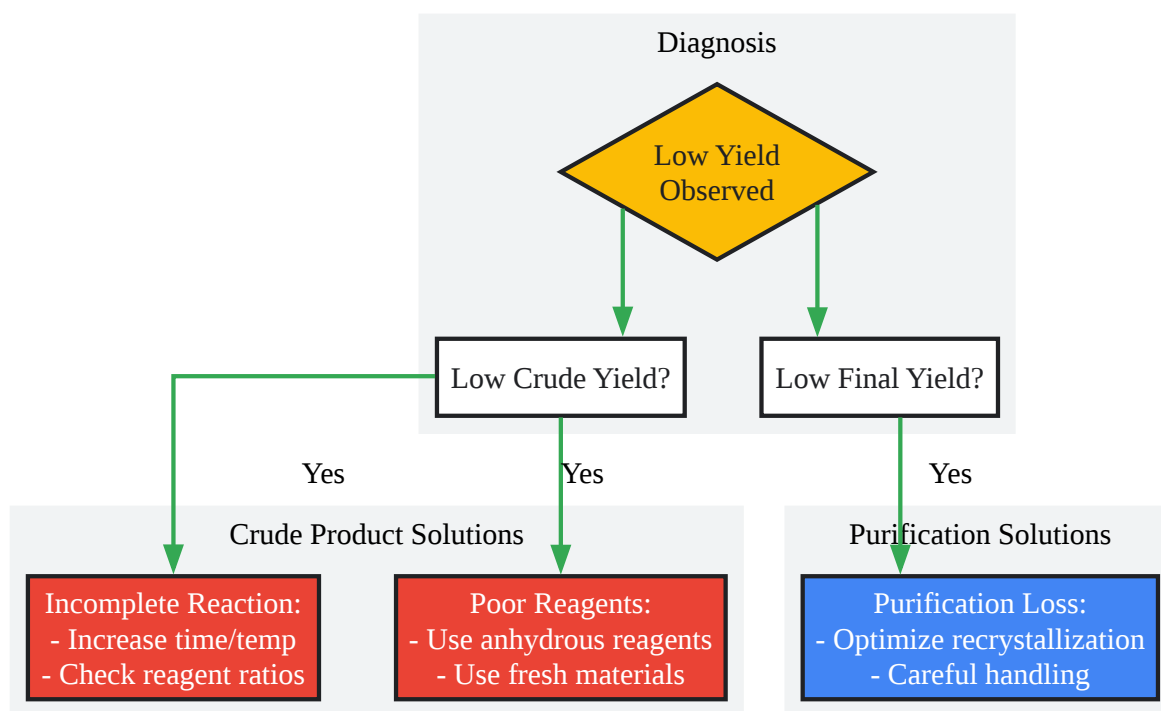 Diagnosis
Low Yield
Observed
Low Crude Yield?
Low Final Yield?
Yes
Yes
Yes
Crude Product Solutions
Purification Solutions
Incomplete Reaction:
- Increase time/temp
- Check reagent ratios
Poor Reagents:
- Use anhydrous reagents
- Use fresh materials
Purification Loss:
- Optimize recrystallization
- Careful handling